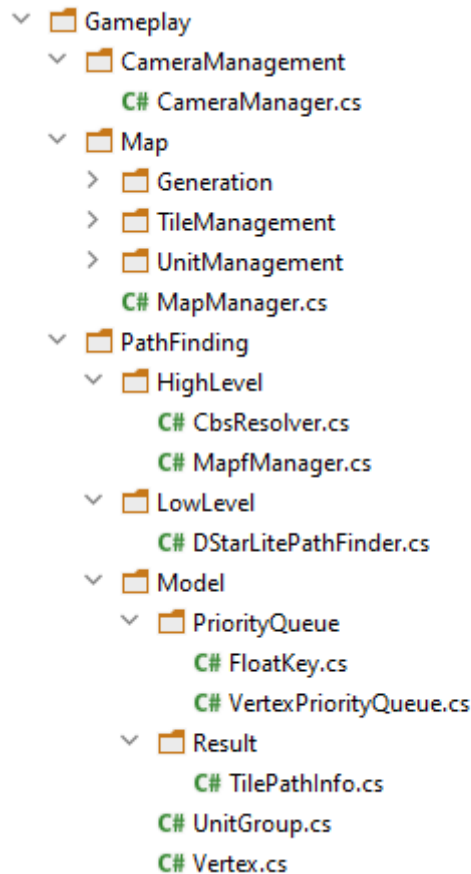 Gameplay
CameraManagement
C# CameraManager.cs
Map
Generation
TileManagement
UnitManagement
C# MapManager.cs
PathFinding
HighLevel
C# CbsResolver.cs
C# MapfManager.cs
LowLevel
C# DStarLitePathFinder.cs
Model
PriorityQueue
C# FloatKey.cs
C# VertexPriorityQueue.cs
Result
C# TilePathInfo.cs
C# UnitGroup.cs
C# Vertex.cs